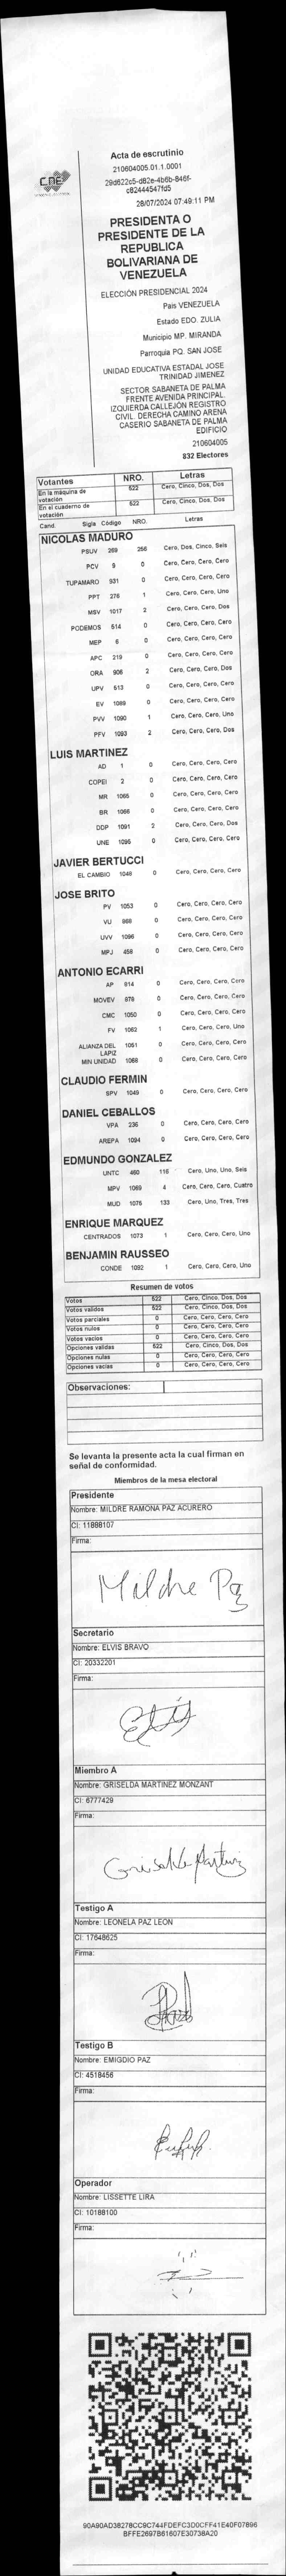 CNE
Acta de escrutinio
210604005.01.1.0001
29d622c5-d82e-4b6b-846f-
c82444547fd5
28/07/2024 07:49:11 PM
PRESIDENTA O
PRESIDENTE DE LA
REPUBLICA
BOLIVARIANA DE
VENEZUELA
ELECCIÓN PRESIDENCIAL 2024
Pais VENEZUELA
Estado EDO. ZULIA
Municipio MP. MIRANDA
Parroquia PQ. SAN JOSE
UNIDAD EDUCATIVA ESTADAL JOSE
TRINIDAD JIMENEZ
SECTOR SABANETA DE PALMA
FRENTE AVENIDA PRINCIPAL.
IZQUIERDA CALLEJÓN REGISTRO
CIVIL. DERECHA CAMINO ARENA
CASERIO SABANETA DE PALMA
EDIFICIO
210604005
832 Electores
Votantes NRO. Letras
En la máquina de votación 522 Cero, Cinco, Dos, Dos
En el cuaderno de votación 522 Cero, Cinco, Dos, Dos
Cand. Sigla Código NRO. Letras
NICOLAS MADURO
PSUV 269 256 Cero, Dos, Cinco, Seis
PCV 9 0 Cero, Cero, Cero, Cero
TUPAMARO 931 0 Cero, Cero, Cero, Cero
PPT 276 1 Cero, Cero, Cero, Uno
MSV 1017 2 Cero, Cero, Cero, Dos
PODEMOS 514 0 Cero, Cero, Cero, Cero
MEP 6 0 Cero, Cero, Cero, Cero
APC 219 0 Cero, Cero, Cero, Cero
ORA 906 2 Cero, Cero, Cero, Dos
UPV 513 0 Cero, Cero, Cero, Cero
EV 1089 0 Cero, Cero, Cero, Cero
PVV 1090 1 Cero, Cero, Cero, Uno
PFV 1093 2 Cero, Cero, Cero, Dos
LUIS MARTINEZ
AD 1 0 Cero, Cero, Cero, Cero
COPEI 2 0 Cero, Cero, Cero, Cero
MR 1065 0 Cero, Cero, Cero, Cero
BR 1066 0 Cero, Cero, Cero, Cero
DDP 1091 2 Cero, Cero, Cero, Dos
UNE 1095 0 Cero, Cero, Cero, Cero
JAVIER BERTUCCI
EL CAMBIO 1048 0 Cero, Cero, Cero, Cero
JOSE BRITO
PV 1053 0 Cero, Cero, Cero, Cero
VU 868 0 Cero, Cero, Cero, Cero
UVV 1096 0 Cero, Cero, Cero, Cero
MPJ 458 0 Cero, Cero, Cero, Cero
ANTONIO ECARRI
AP 814 0 Cero, Cero, Cero, Cero
MOVEV 878 0 Cero, Cero, Cero, Cero
CMC 1050 0 Cero, Cero, Cero, Cero
FV 1062 1 Cero, Cero, Cero, Uno
ALIANZA DEL LAPIZ 1051 0 Cero, Cero, Cero, Cero
MIN UNIDAD 1068 0 Cero, Cero, Cero, Cero
CLAUDIO FERMIN
SPV 1049 0 Cero, Cero, Cero, Cero
DANIEL CEBALLOS
VPA 236 0 Cero, Cero, Cero, Cero
AREPA 1094 0 Cero, Cero, Cero, Cero
EDMUNDO GONZALEZ
UNTC 460 116 Cero, Uno, Uno, Seis
MPV 1069 4 Cero, Cero, Cero, Cuatro
MUD 1075 133 Cero, Uno, Tres, Tres
ENRIQUE MARQUEZ
CENTRADOS 1073 1 Cero, Cero, Cero, Uno
BENJAMIN RAUSSEO
CONDE 1092 1 Cero, Cero, Cero, Uno
Resumen de votos
Votos 522 Cero, Cinco, Dos, Dos
Votos validos 522 Cero, Cinco, Dos, Dos
Votos parciales 0 Cero, Cero, Cero, Cero
Votos nulos 0 Cero, Cero, Cero, Cero
Votos vacios 0 Cero, Cero, Cero, Cero
Opciones validas 522 Cero, Cinco, Dos, Dos
Opciones nulas 0 Cero, Cero, Cero, Cero
Opciones vacias 0 Cero, Cero, Cero, Cero
Observaciones:
Se levanta la presente acta la cual firman en
señal de conformidad.
Miembros de la mesa electoral
Presidente
Nombre: MILDRE RAMONA PAZ ACURERO
CI: 11888107
Firma:
Mildre Paz
Secretario
Nombre: ELVIS BRAVO
CI: 20332201
Firma:
Elvis
Miembro A
Nombre: GRISELDA MARTINEZ MONZANT
CI: 6777429
Firma:
Griselda Martinez
Testigo A
Nombre: LEONELA PAZ LEON
CI: 17648625
Firma:
Testigo B
Nombre: EMIGDIO PAZ
CI: 4518456
Firma:
Operador
Nombre: LISSETTE LIRA
CI: 10188100
Firma:
90A90AD38278CC9C744FDEFC3D0CFF41E40F07896
BFFE2697B61607E30738A20